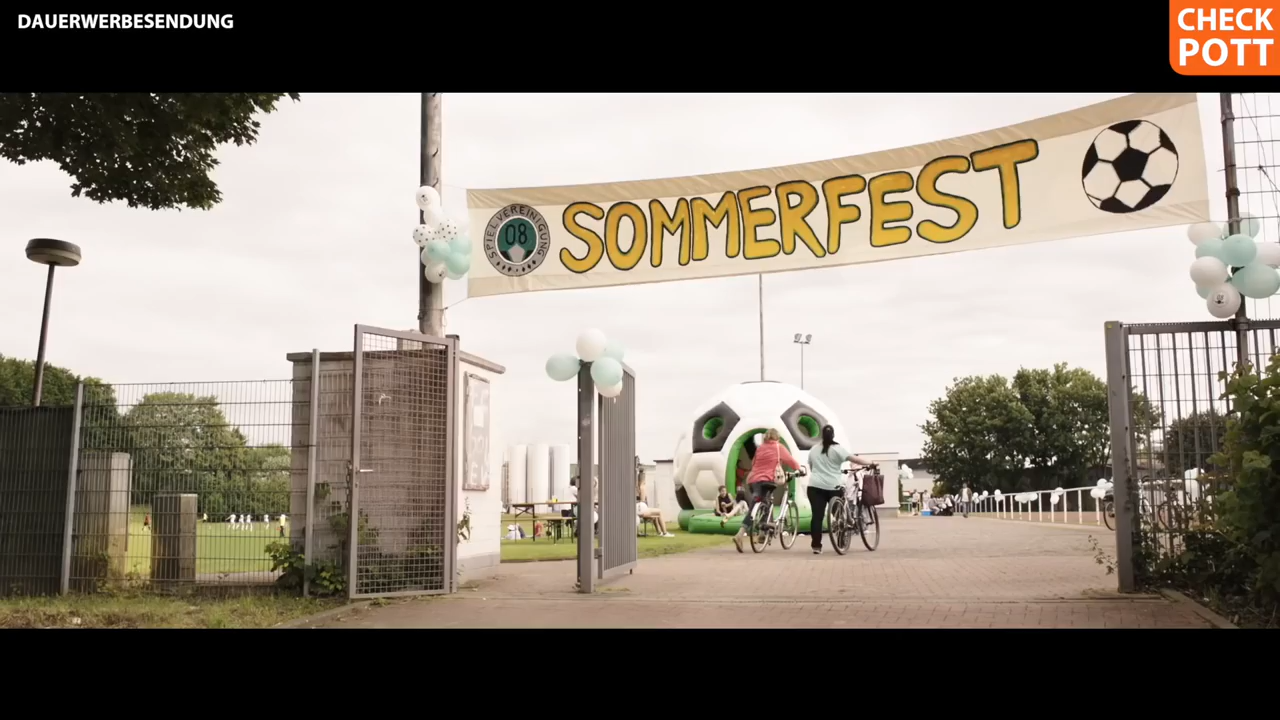 DAUERWERBESENDUNG
CHECK
POTT
SOMMERFEST
SPIELVEREINIGUNG
08